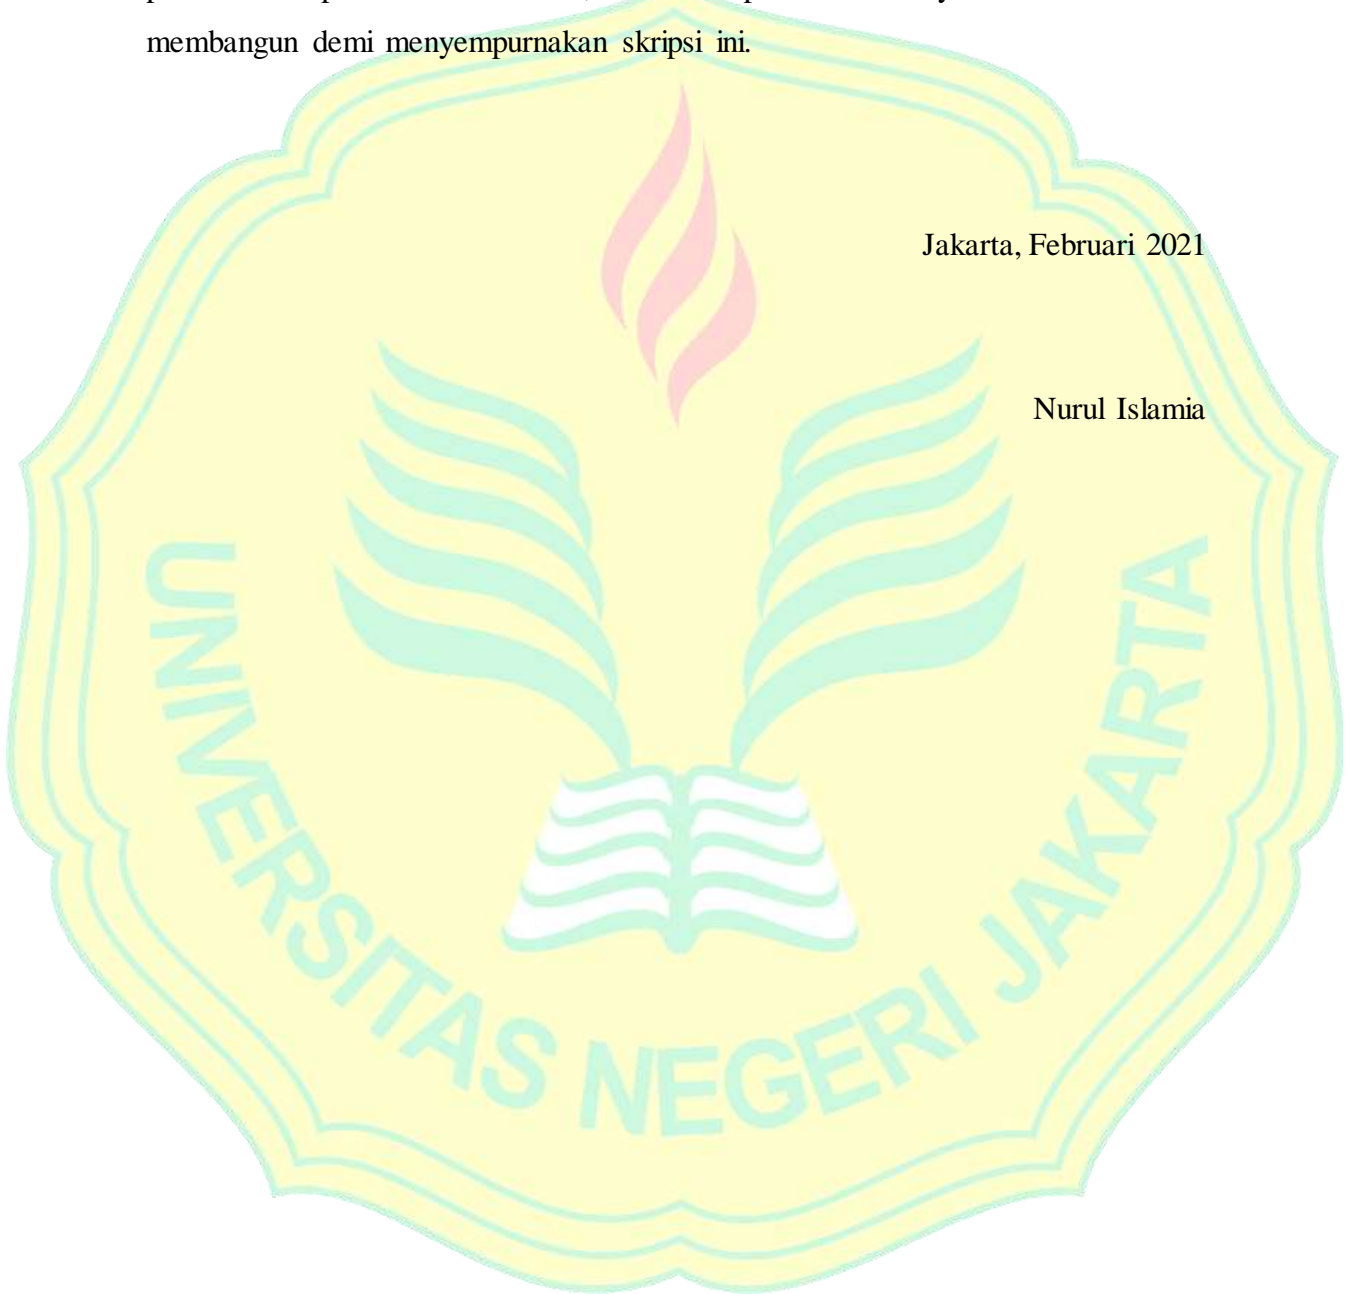 membangun demi menyempurnakan skripsi ini.
Jakarta, Februari 2021
Nurul Islamia
UNIVERSITAS NEGERI JAKARTA